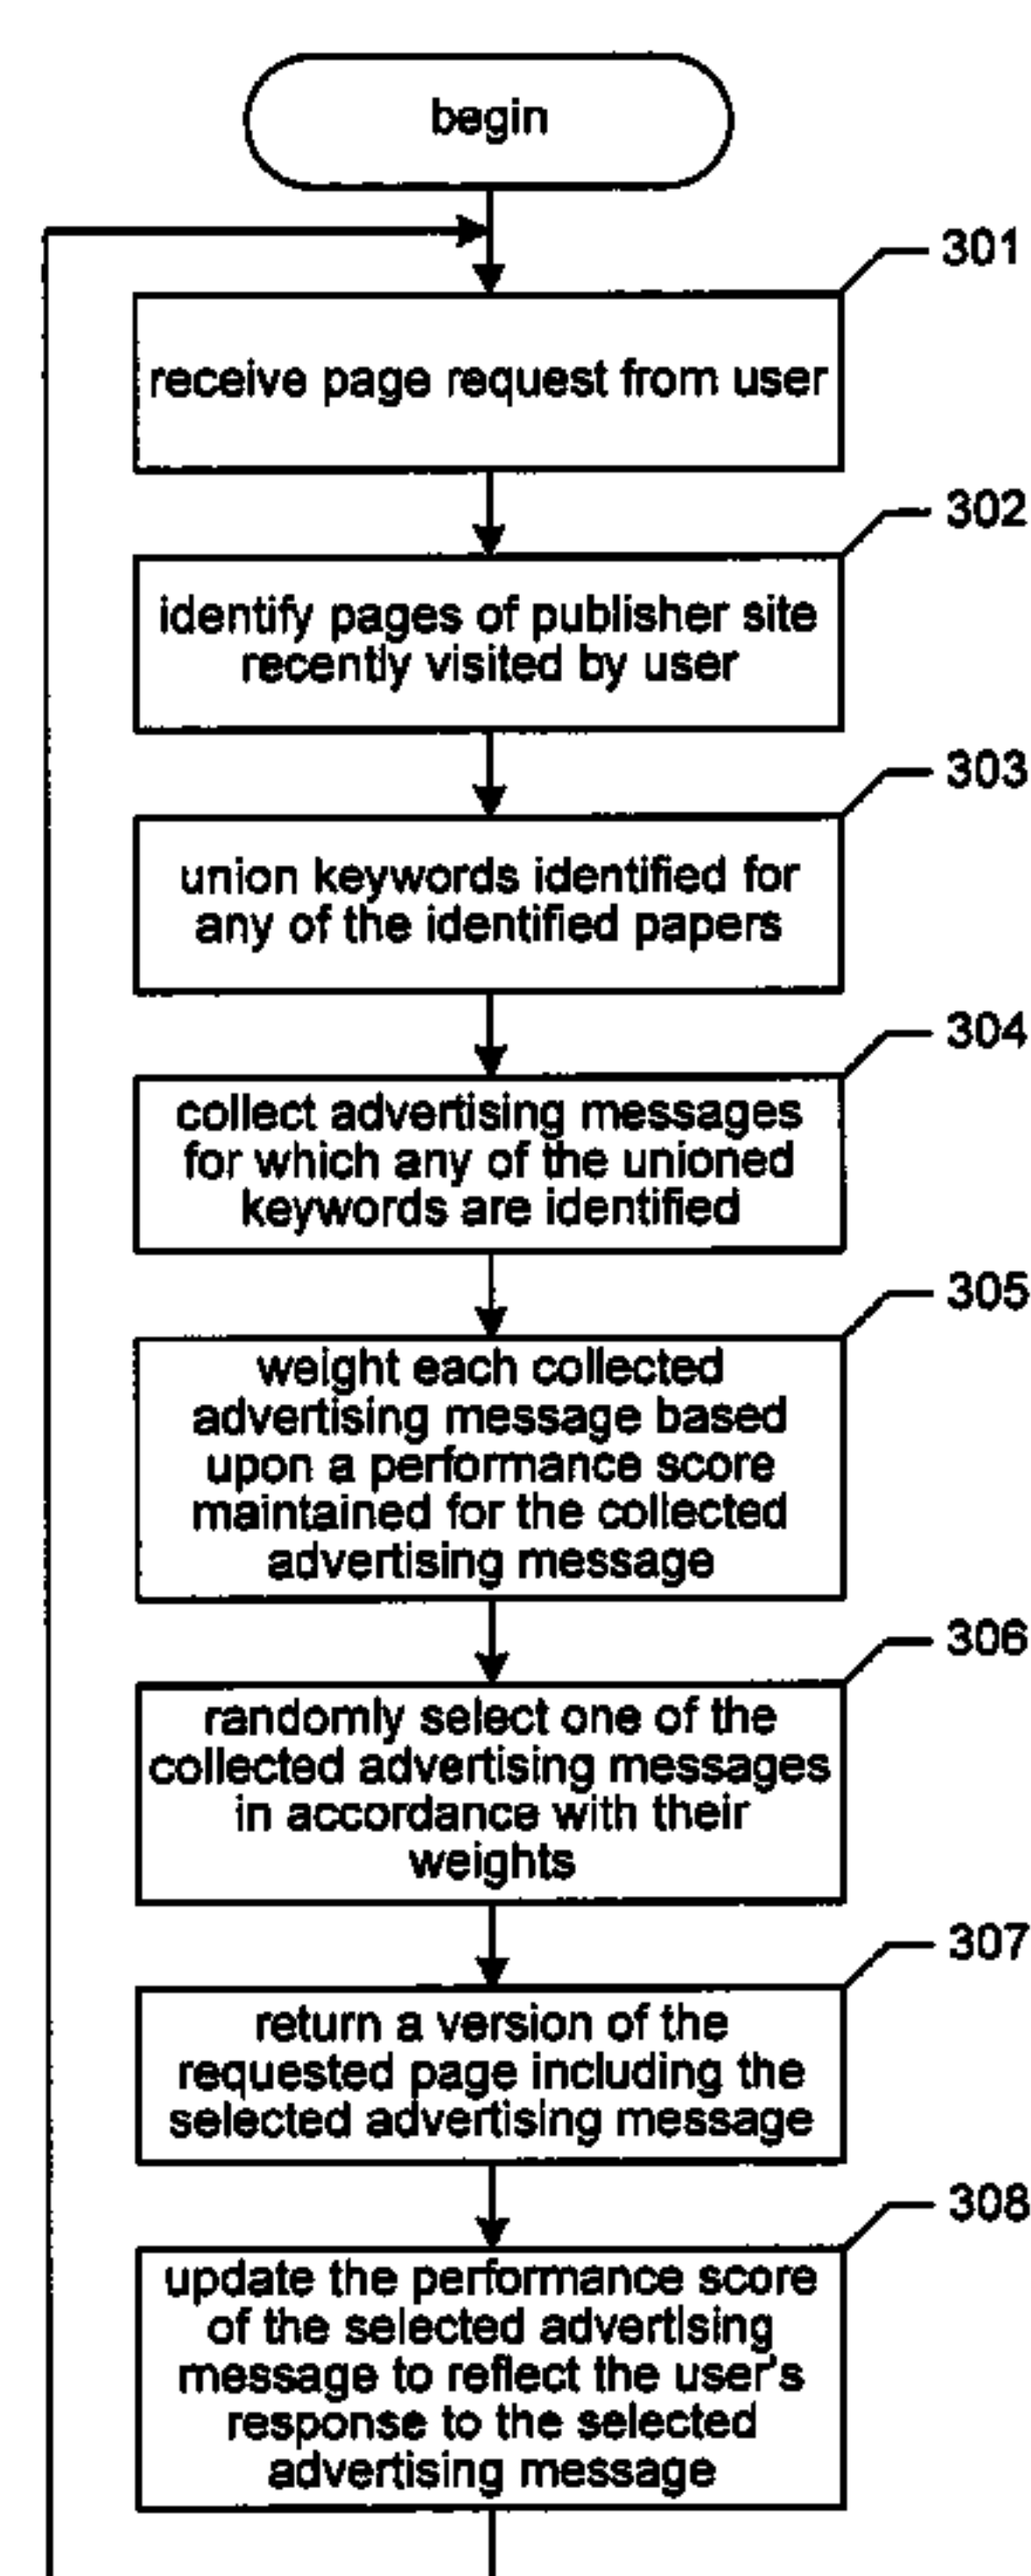 begin
301
receive page request from user
302
identify pages of publisher site
recently visited by user
303
union keywords identified for
any of the identified papers
304
collect advertising messages
for which any of the unioned
keywords are identified
305
weight each collected
advertising message based
upon a performance score
maintained for the collected
advertising message
306
randomly select one of the
collected advertising messages
in accordance with their
weights
307
return a version of the
requested page including the
selected advertising message
308
update the performance score
of the selected advertising
message to reflect the user's
response to the selected
advertising message